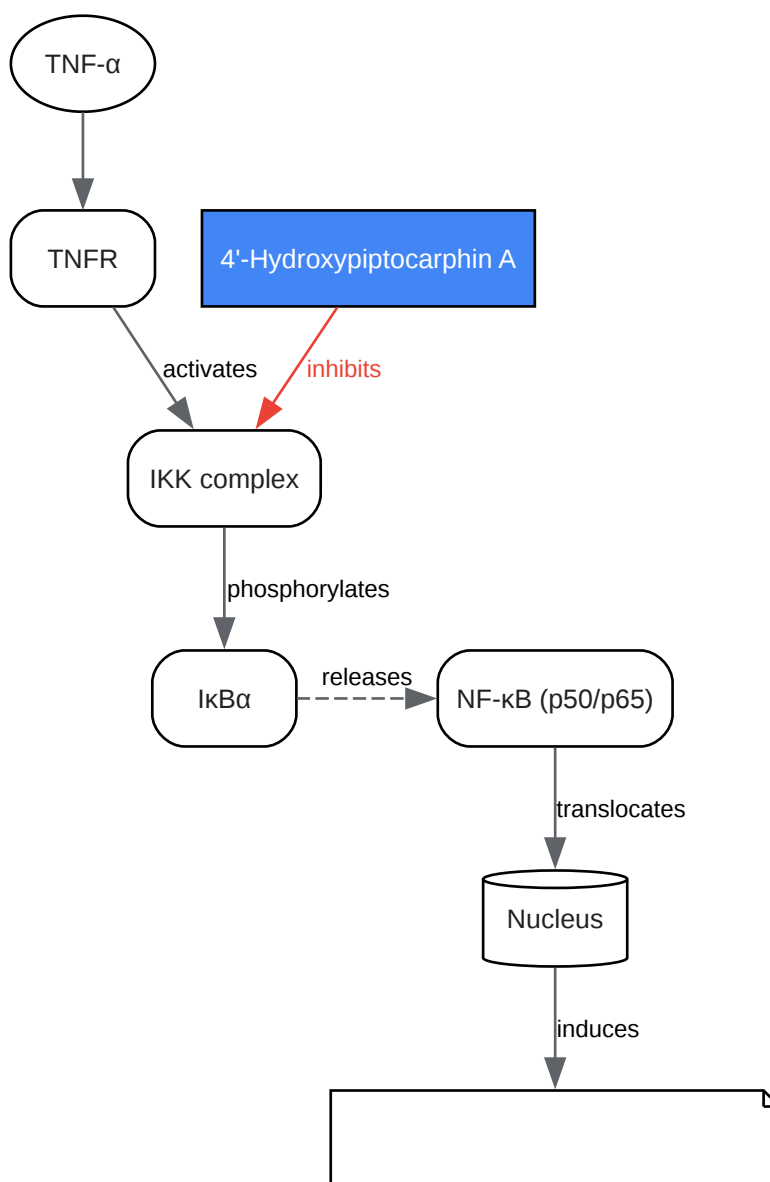 TNF-α
TNFR
4'-Hydroxypiptocarphin A
activates
inhibits
IKK complex
phosphorylates
IκBα
releases
NF-κB (p50/p65)
translocates
Nucleus
induces